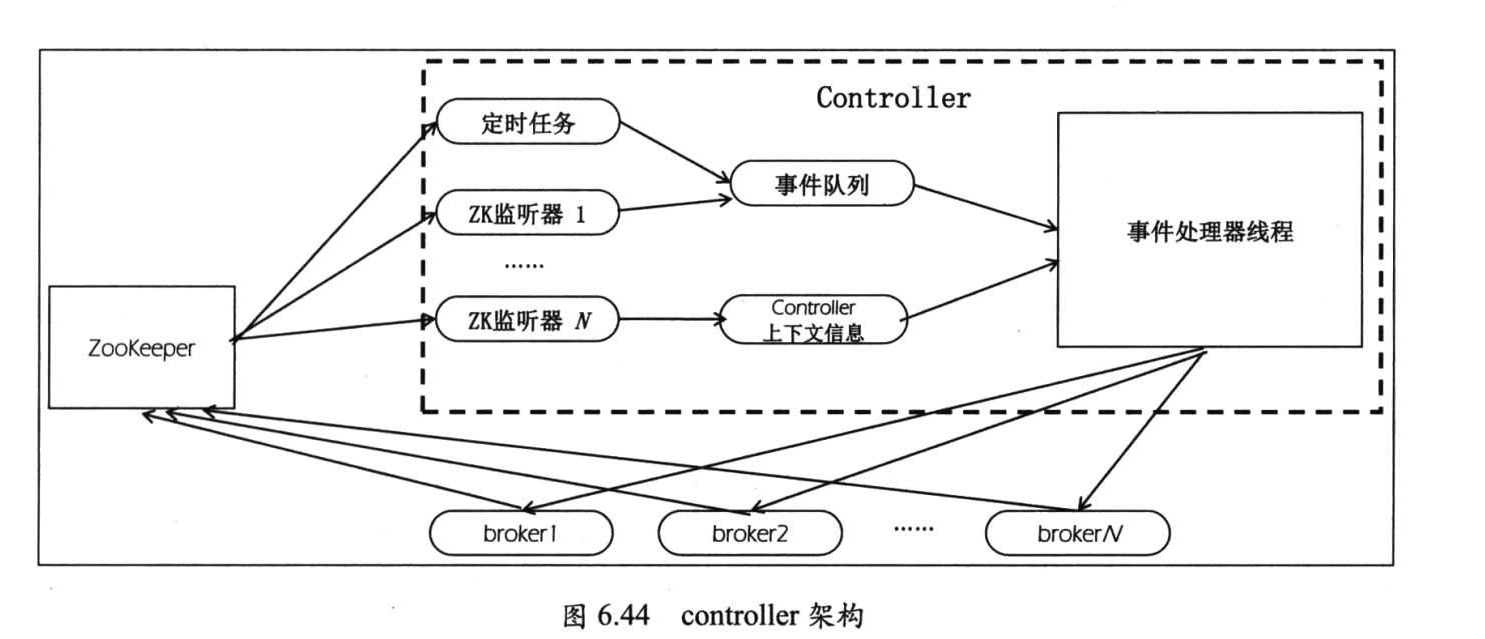 Controller
定时任务
事件队列
ZK监听器 1
事件处理器线程
……
ZK监听器 N
Controller
上下文信息
ZooKeeper
broker1
broker2
……
brokerN
图 6.44 controller 架构